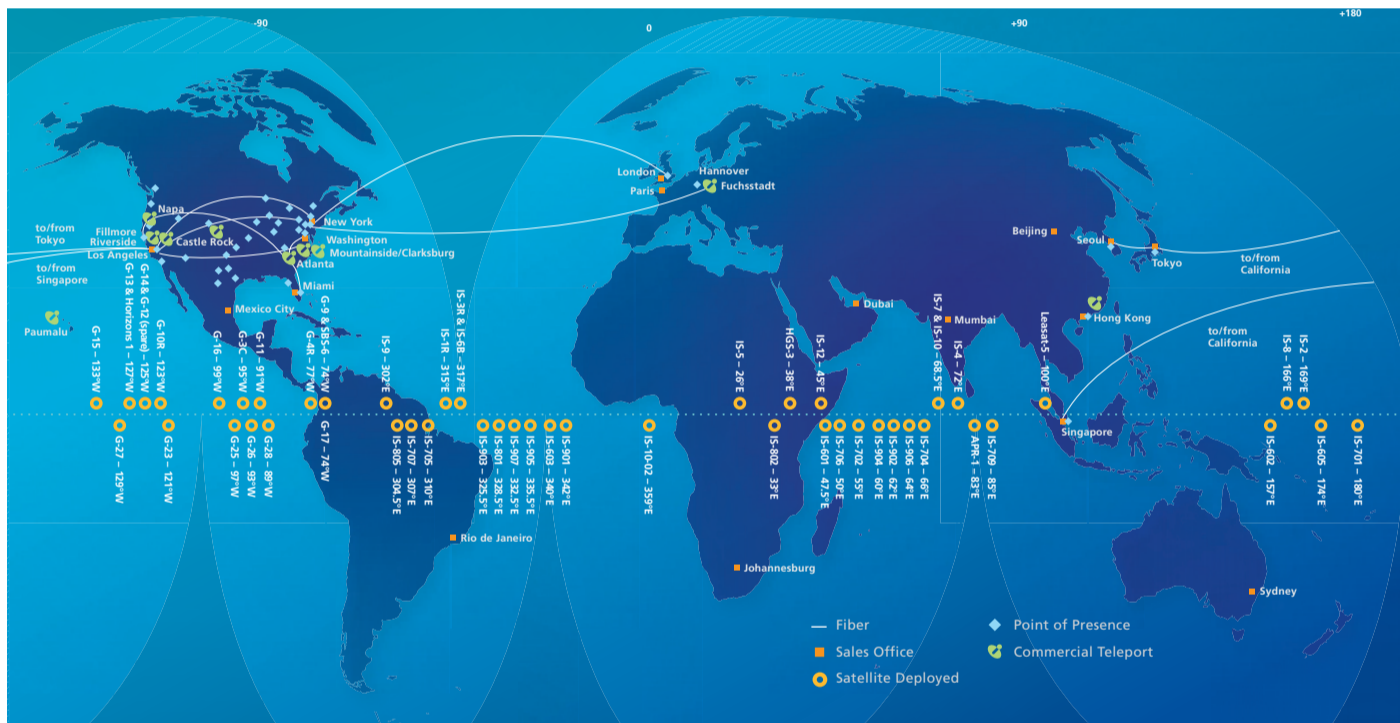 -90
0
+90
+180
London
Paris
Hannover
Fuchsstadt
Napa
Fillmore
Riverside
Los Angeles
Castle Rock
New York
Washington
Mountainside/Clarksburg
Atlanta
Miami
Mexico City
to/from
Tokyo
to/from
Singapore
Paumalu
Beijing
Seoul
Tokyo
to/from
California
Dubai
Mumbai
Hong Kong
to/from
California
Singapore
Rio de Janeiro
Johannesburg
Sydney
G-15 – 133°W
G-13 & Horizons 1 – 127°W
G-14 & G-12 (spare) – 125°W
G-10R – 123°W
G-16 – 99°W
G-3C – 95°W
G-11 – 91°W
G-4R – 77°W
G-9 & SBS-6 – 74°W
IS-9 – 302°E
IS-1R – 315°E
IS-3R & IS-6B – 317°E
IS-5 – 26°E
HGS-3 – 38°E
IS-12 – 45°E
IS-7 & IS-10 – 68.5°E
IS-4 – 72°E
Leasat-5 – 100°E
IS-8 – 166°E
IS-2 – 169°E
G-27 – 129°W
G-23 – 121°W
G-25 – 97°W
G-26 – 93°W
G-28 – 89°W
G-17 – 74°W
IS-805 – 304.5°E
IS-707 – 307°E
IS-705 – 310°E
IS-903 – 325.5°E
IS-801 – 328.5°E
IS-907 – 332.5°E
IS-905 – 335.5°E
IS-603 – 340°E
IS-901 – 342°E
IS-10-02 – 359°E
IS-802 – 33°E
IS-601 – 47.5°E
IS-706 – 50°E
IS-702 – 55°E
IS-904 – 60°E
IS-902 – 62°E
IS-906 – 64°E
IS-704 – 66°E
APR-1 – 83°E
IS-709 – 85°E
IS-602 – 157°E
IS-605 – 174°E
IS-701 – 180°E
Fiber
Sales Office
Satellite Deployed
Point of Presence
Commercial Teleport